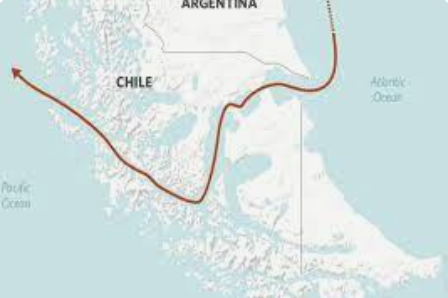 ARGENTINA
CHILE
Atlantic
Ocean
Pacific
Ocean